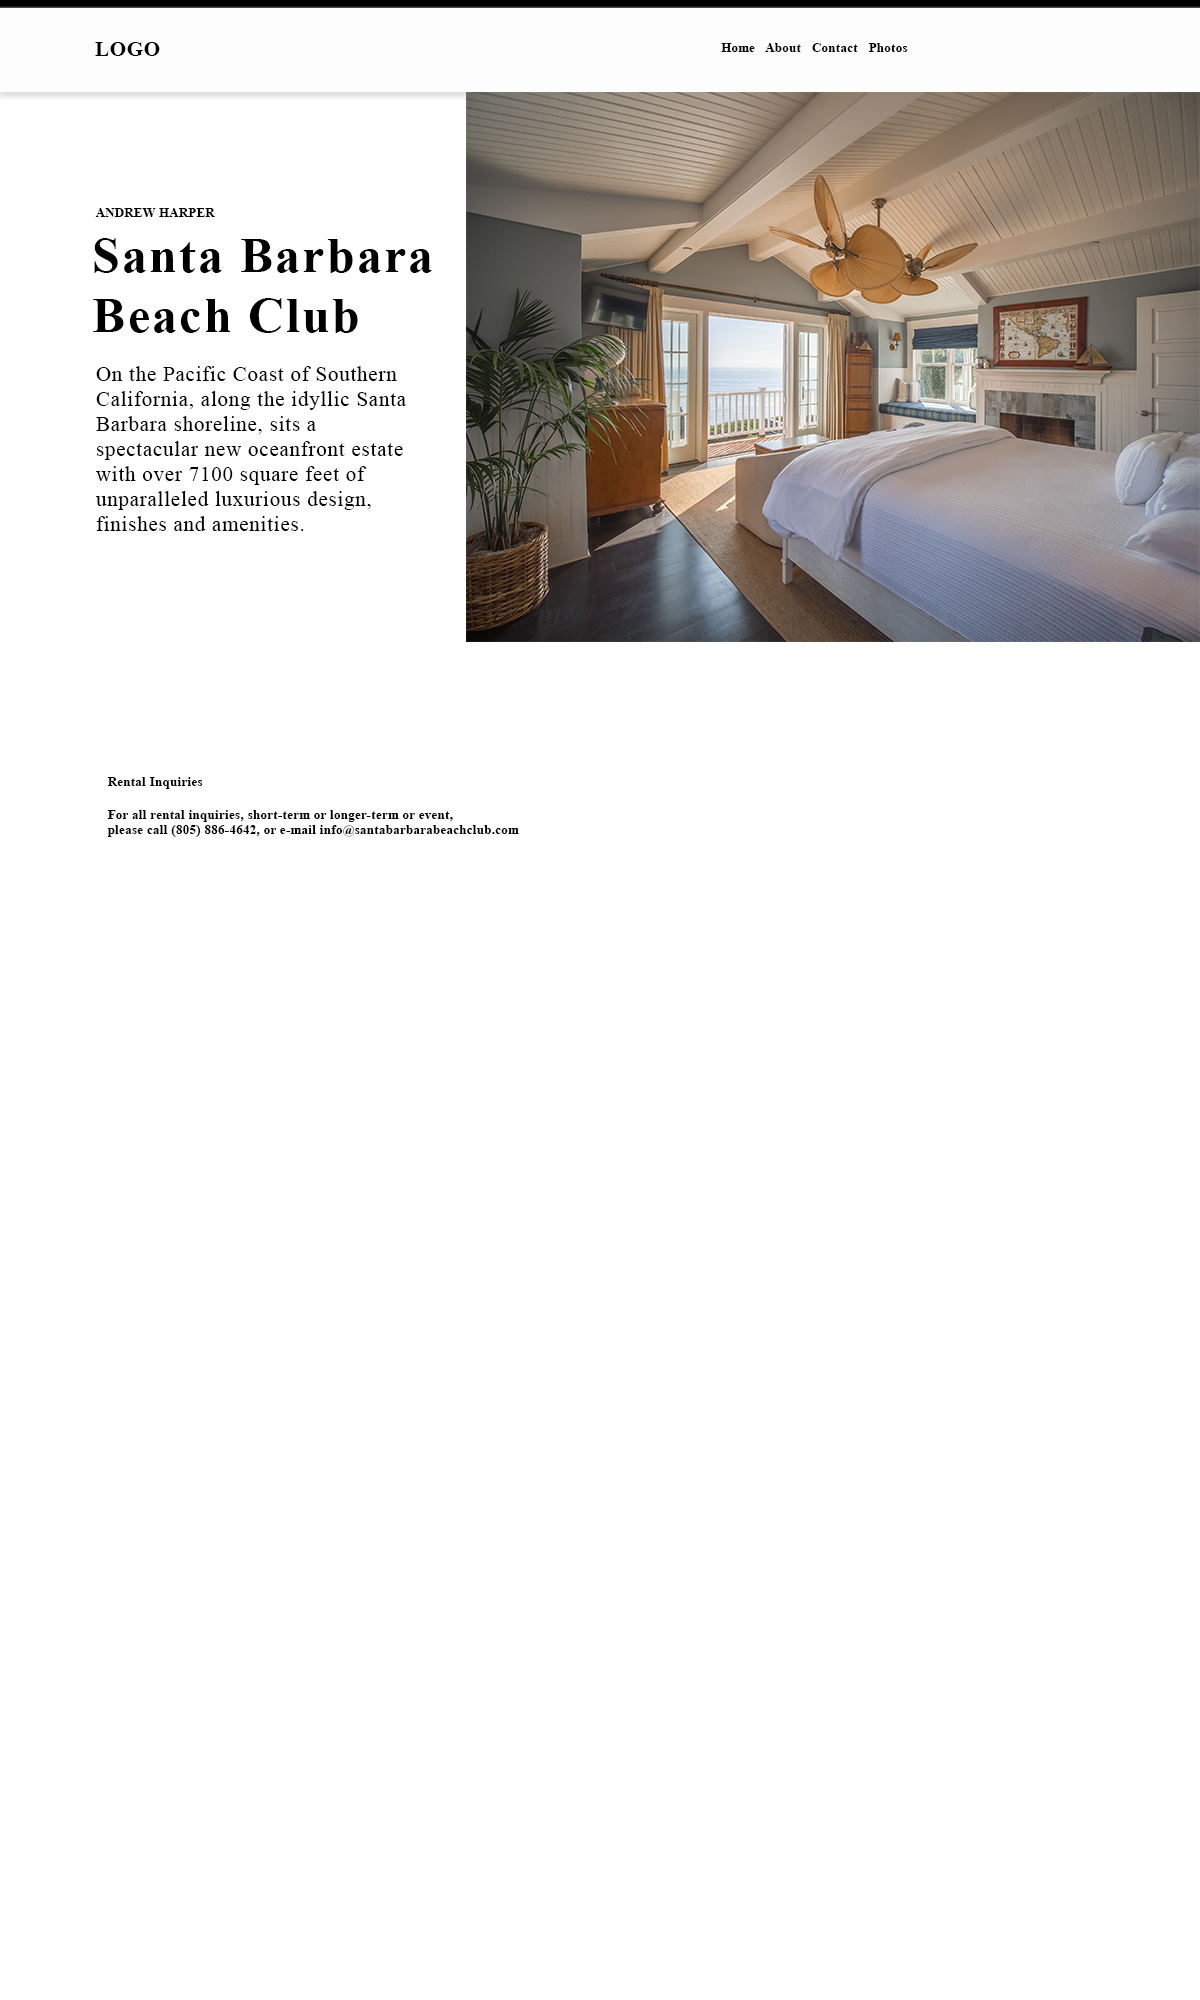 LOGO
Home About Contact Photos
ANDREW HARPER
Santa Barbara
Beach Club
On the Pacific Coast of Southern
California, along the idyllic Santa
Barbara shoreline, sits a
spectacular new oceanfront estate
with over 7100 square feet of
unparalleled luxurious design,
finishes and amenities.
Rental Inquiries
For all rental inquiries, short-term or longer-term or event,
please call (805) 886-4642, or e-mail info@santabarbarabeachclub.com